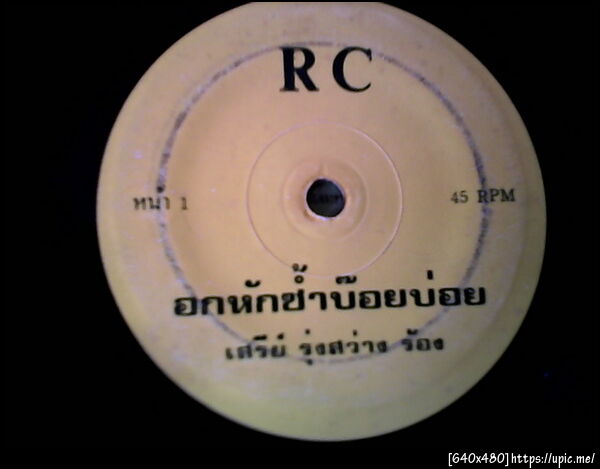 R C
หน้า 1
45 RPM
อกหักซ้ำบ๊อยบ่อย
เสรีย์ รุ่งสว่าง ร้อง
[640x480]https://upic.me/